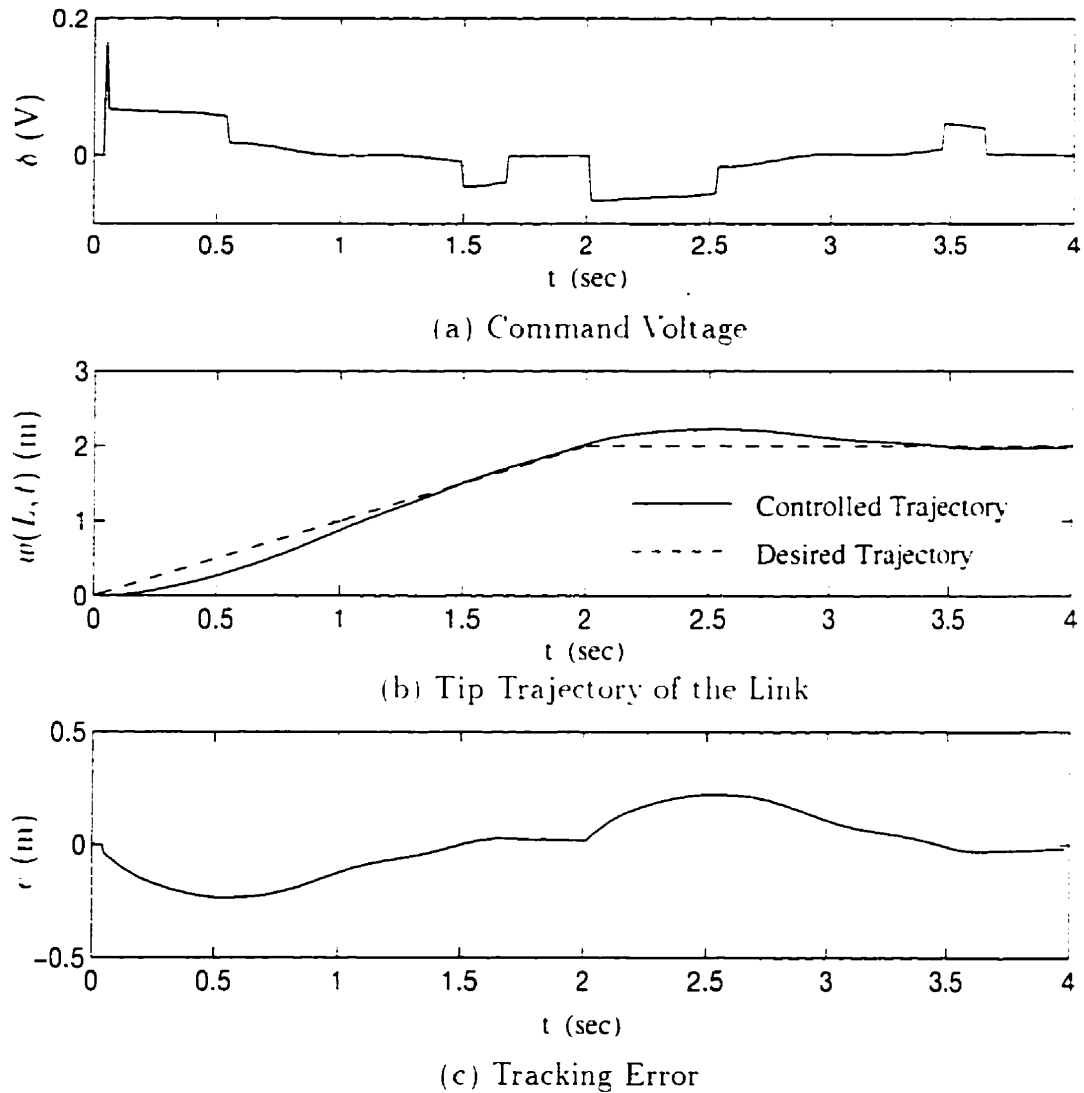 0.2
δ (V)
0
0 0.5 1 1.5 2 2.5 3 3.5 4
t (sec)
(a) Command Voltage
3
w(L,t) (m)
2
1
0
Controlled Trajectory
Desired Trajectory
0 0.5 1 1.5 2 2.5 3 3.5 4
t (sec)
(b) Tip Trajectory of the Link
0.5
e (m)
0
-0.5
0 0.5 1 1.5 2 2.5 3 3.5 4
t (sec)
(c) Tracking Error